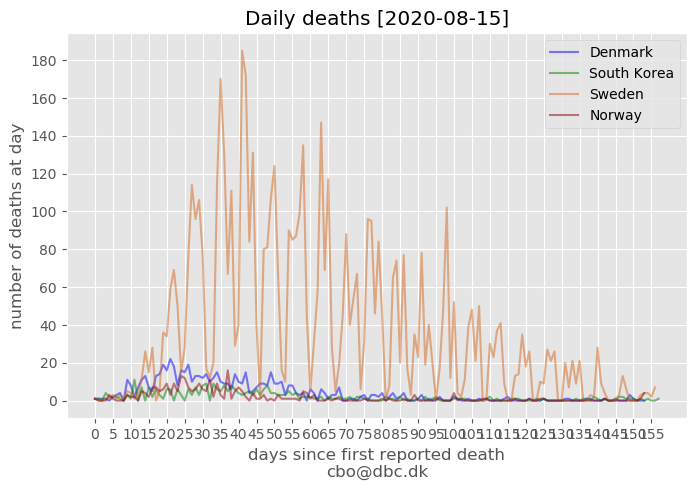 Daily deaths [2020-08-15]
Denmark
South Korea
Sweden
Norway
180
160
140
120
100
80
60
40
20
0
number of deaths at day
0 5 10 15 20 25 30 35 40 45 50 55 60 65 70 75 80 85 90 95 100 105 110 115 120 125 130 135 140 145 150 155
days since first reported death
cbo@dbc.dk